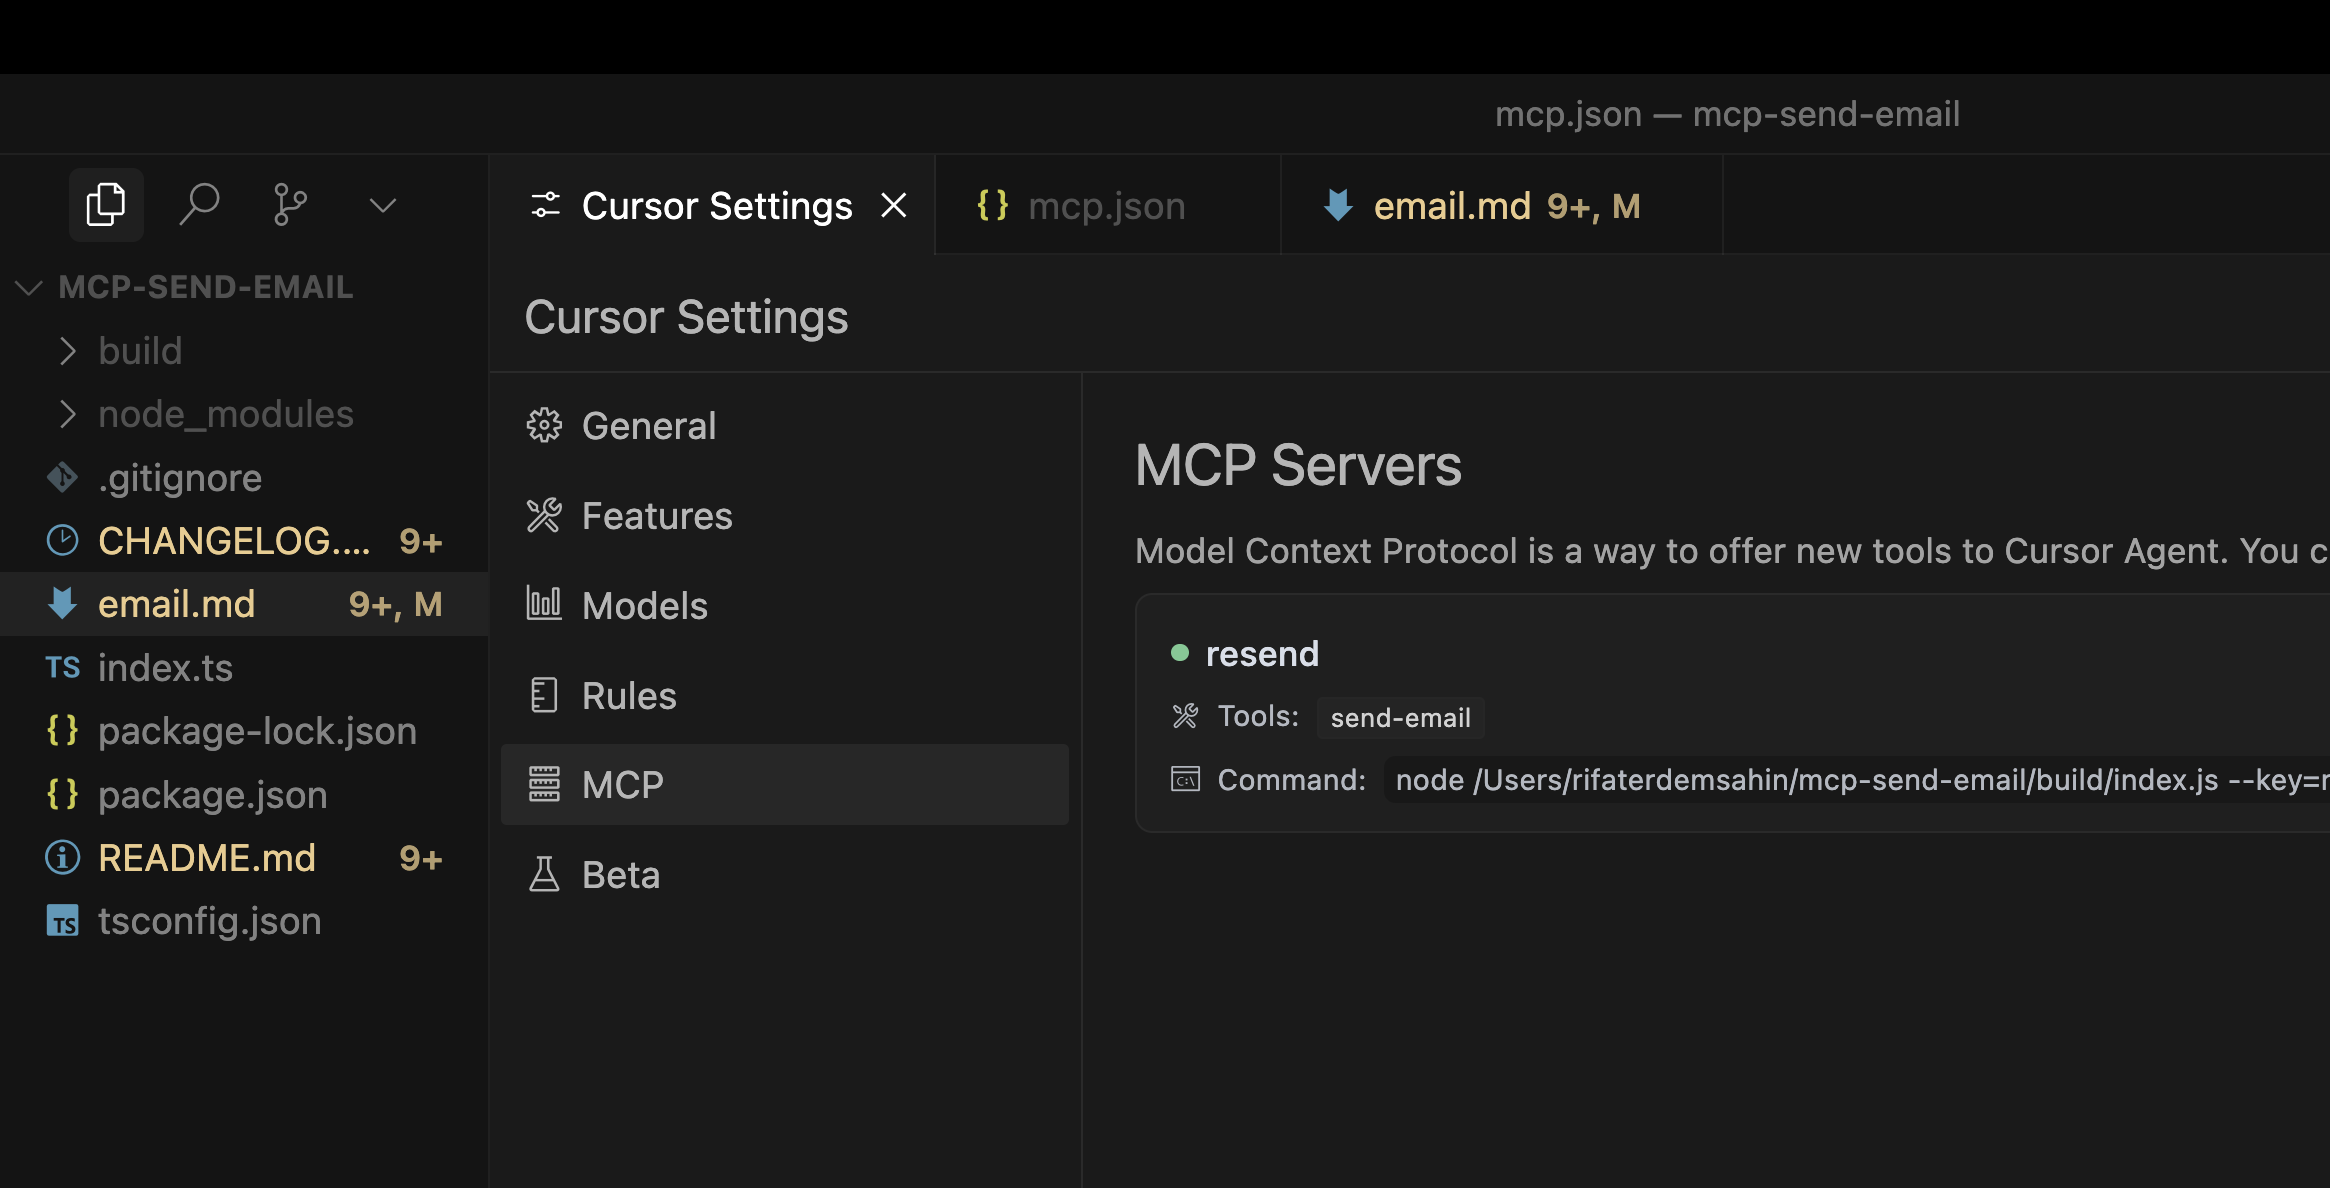 mcp.json — mcp-send-email
Cursor Settings
mcp.json
email.md 9+, M
MCP-SEND-EMAIL
build
node_modules
.gitignore
CHANGELOG.... 9+
email.md 9+, M
TS index.ts
{} package-lock.json
{} package.json
README.md 9+
TS tsconfig.json
Cursor Settings
General
Features
Models
Rules
MCP
Beta
MCP Servers
Model Context Protocol is a way to offer new tools to Cursor Agent. You c
resend
Tools: send-email
Command: node /Users/rifaterdemsahin/mcp-send-email/build/index.js --key=r